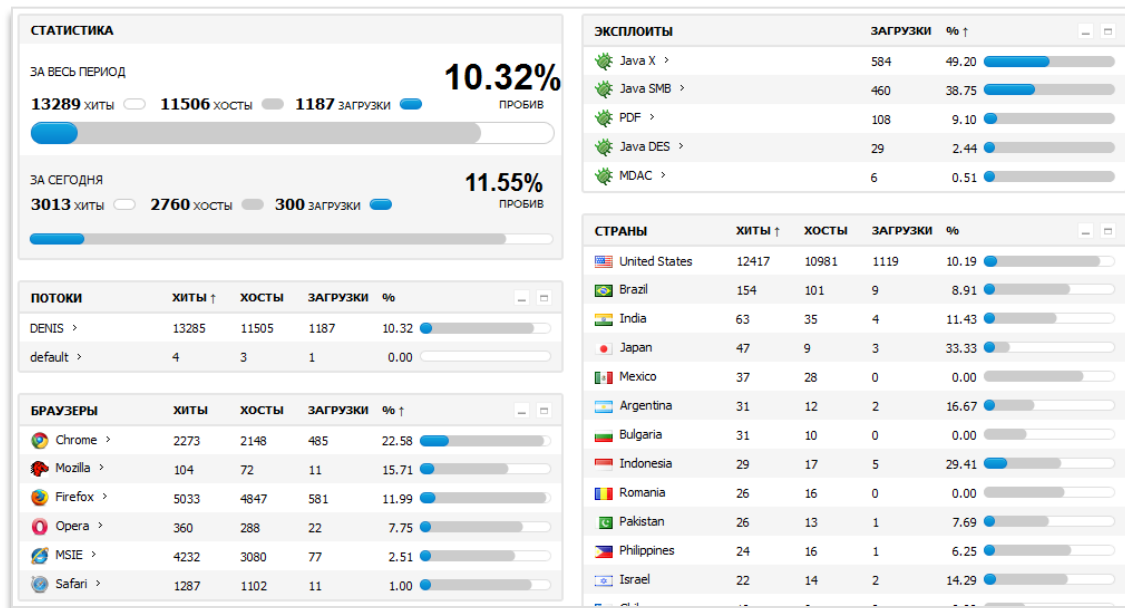 СТАТИСТИКА
ЗА ВЕСЬ ПЕРИОД
10.32%
13289 ХИТЫ 11506 ХОСТЫ 1187 ЗАГРУЗКИ
ПРОБИВ
ЗА СЕГОДНЯ
11.55%
3013 ХИТЫ 2760 ХОСТЫ 300 ЗАГРУЗКИ
ПРОБИВ
ПОТОКИ ХИТЫ ↑ ХОСТЫ ЗАГРУЗКИ %
DENIS > 13285 11505 1187 10.32
default > 4 3 1 0.00
БРАУЗЕРЫ ХИТЫ ХОСТЫ ЗАГРУЗКИ % ↑
Chrome > 2273 2148 485 22.58
Mozilla > 104 72 11 15.71
Firefox > 5033 4847 581 11.99
Opera > 360 288 22 7.75
MSIE > 4232 3080 77 2.51
Safari > 1287 1102 11 1.00
ЭКСПЛОИТЫ ЗАГРУЗКИ % ↑
Java X > 584 49.20
Java SMB > 460 38.75
PDF > 108 9.10
Java DES > 29 2.44
MDAC > 6 0.51
СТРАНЫ ХИТЫ ↑ ХОСТЫ ЗАГРУЗКИ %
United States 12417 10981 1119 10.19
Brazil 154 101 9 8.91
India 63 35 4 11.43
Japan 47 9 3 33.33
Mexico 37 28 0 0.00
Argentina 31 12 2 16.67
Bulgaria 31 10 0 0.00
Indonesia 29 17 5 29.41
Romania 26 16 0 0.00
Pakistan 26 13 1 7.69
Philippines 24 16 1 6.25
Israel 22 14 2 14.29